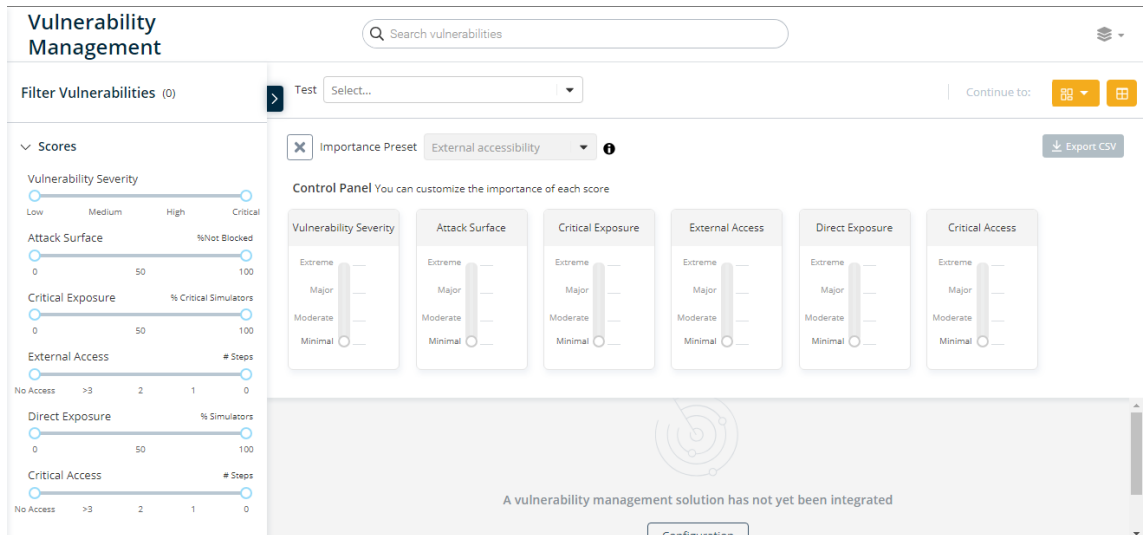 Vulnerability
Management
Search vulnerabilities
Filter Vulnerabilities (0)
Test Select...
Continue to:
Scores
Importance Preset External accessibility
Export CSV
Vulnerability Severity
Low Medium High Critical
Attack Surface %Not Blocked
0 50 100
Critical Exposure % Critical Simulators
0 50 100
External Access # Steps
No Access >3 2 1 0
Direct Exposure % Simulators
0 50 100
Critical Access # Steps
No Access >3 2 1 0
Control Panel You can customize the importance of each score
Vulnerability Severity
Extreme
Major
Moderate
Minimal
Attack Surface
Extreme
Major
Moderate
Minimal
Critical Exposure
Extreme
Major
Moderate
Minimal
External Access
Extreme
Major
Moderate
Minimal
Direct Exposure
Extreme
Major
Moderate
Minimal
Critical Access
Extreme
Major
Moderate
Minimal
A vulnerability management solution has not yet been integrated
Configuration